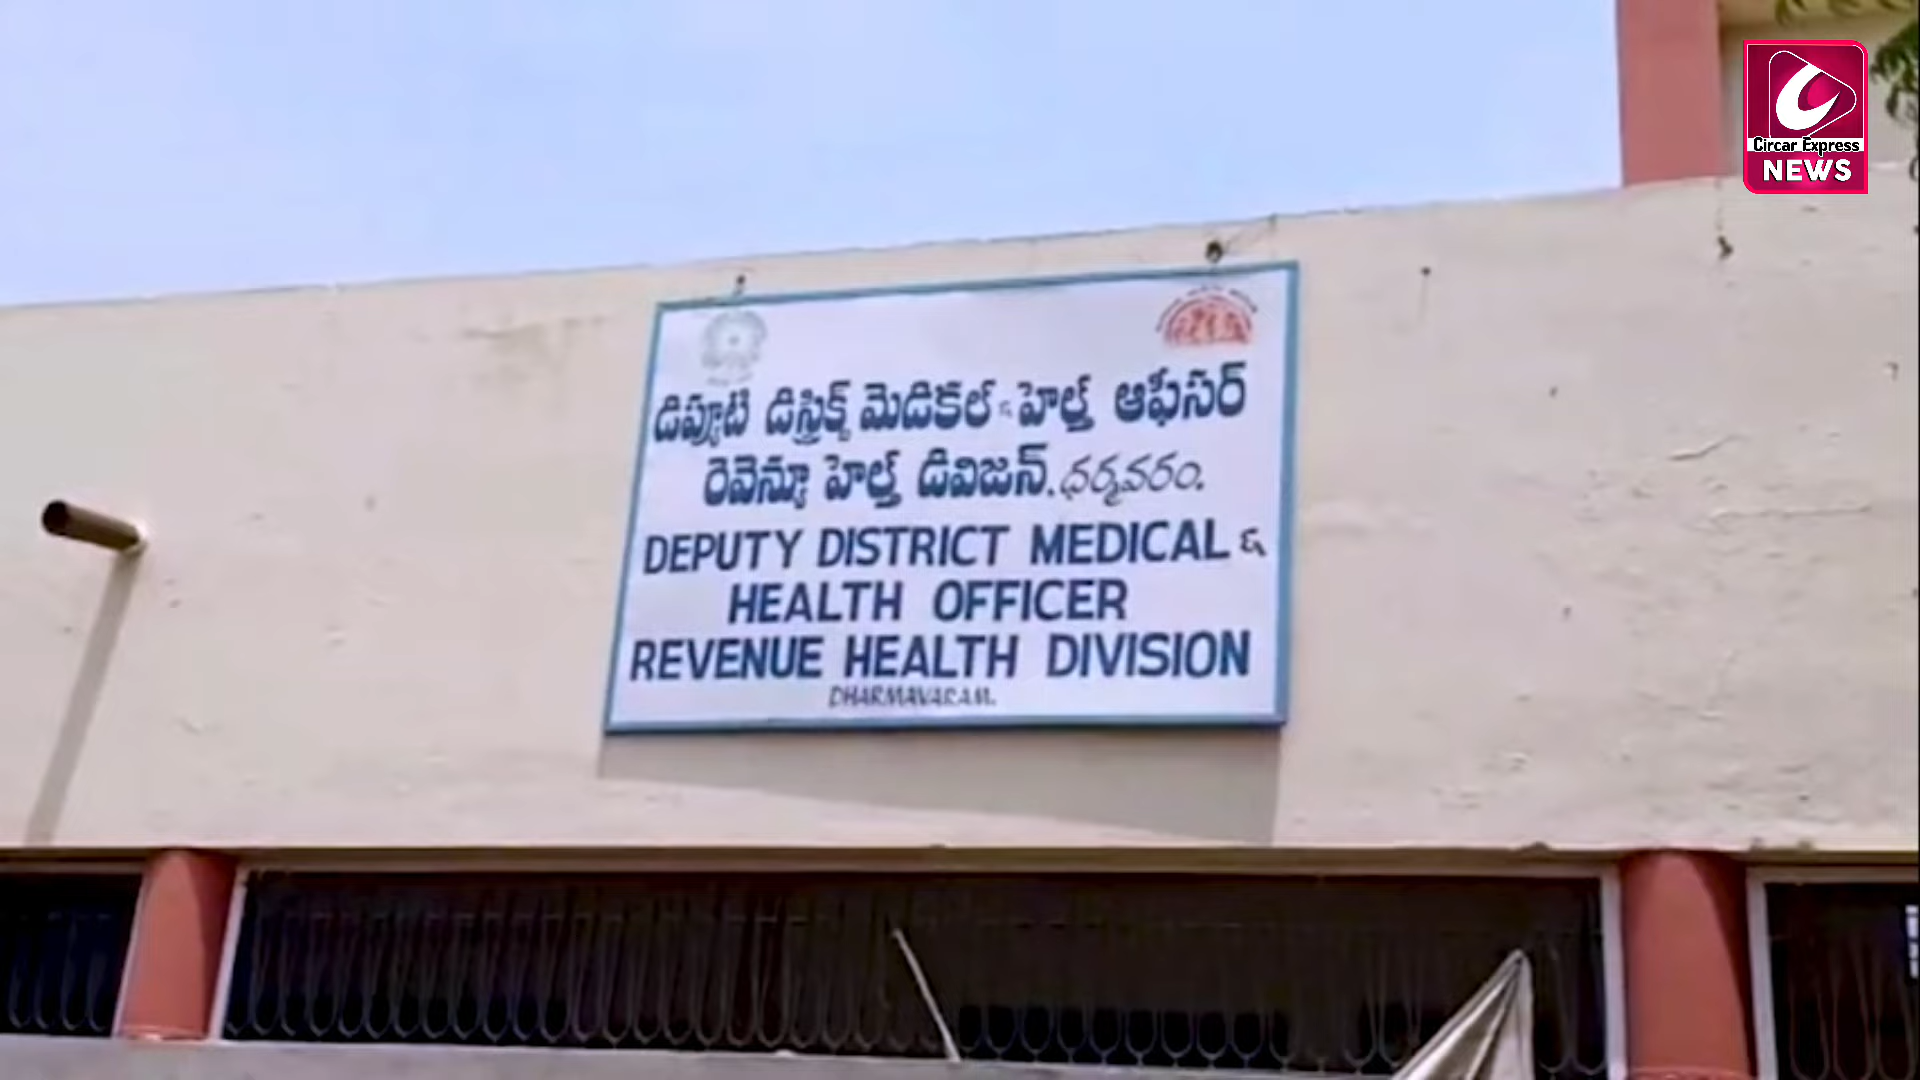 Circar Express
NEWS
డిప్యూటి డిస్ట్రిక్ట్ మెడికల్ & హెల్త్ ఆఫీసర్
రెవెన్యూ హెల్త్ డివిజన్. ధర్మవరం.
DEPUTY DISTRICT MEDICAL &
HEALTH OFFICER
REVENUE HEALTH DIVISION
DHARMAVARAM.